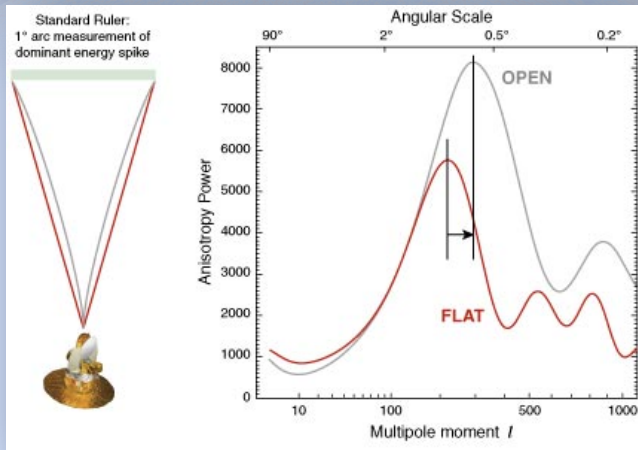 Standard Ruler:
1° arc measurement of
dominant energy spike
Angular Scale
90° 2° 0.5° 0.2°
8000
7000
6000
5000
4000
3000
2000
1000
0
Anisotropy Power
OPEN
FLAT
10 100 500 1000
Multipole moment l